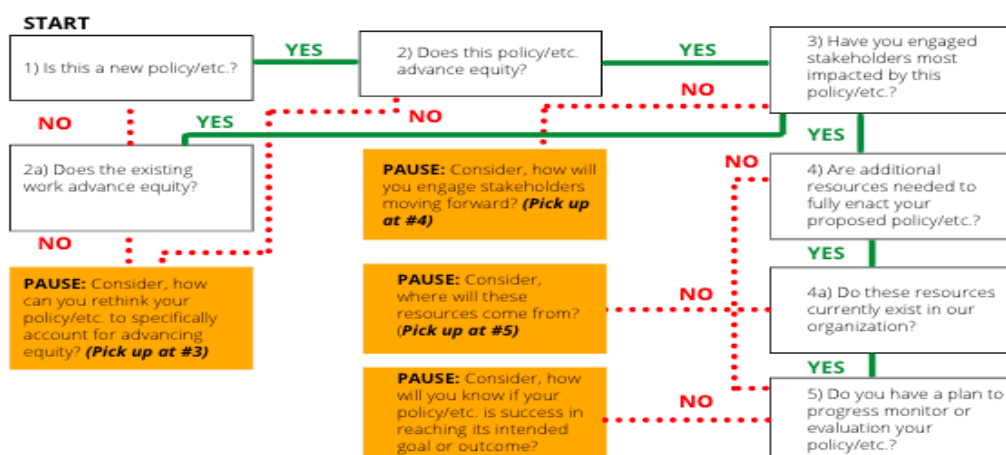 START
1) Is this a new policy/etc.?
YES
2) Does this policy/etc.
advance equity?
YES
3) Have you engaged
stakeholders most
impacted by this
policy/etc.?
NO
YES
NO
NO
YES
2a) Does the existing
work advance equity?
PAUSE: Consider, how will
you engage stakeholders
moving forward? (Pick up
at #4)
NO
4) Are additional
resources needed to
fully enact your
proposed policy/etc.?
NO
YES
PAUSE: Consider, how
can you rethink your
policy/etc. to specifically
account for advancing
equity? (Pick up at #3)
PAUSE: Consider,
where will these
resources come from?
(Pick up at #5)
NO
4a) Do these resources
currently exist in our
organization?
YES
PAUSE: Consider, how
will you know if your
policy/etc. is success in
reaching its intended
goal or outcome?
NO
5) Do you have a plan to
progress monitor or
evaluation your
policy/etc.?